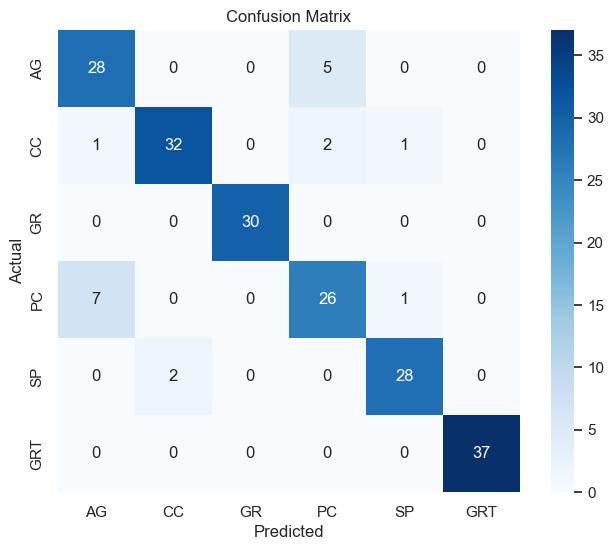 Confusion Matrix
AG 28 0 0 5 0 0
CC 1 32 0 2 1 0
GR 0 0 30 0 0 0
PC 7 0 0 26 1 0
SP 0 2 0 0 28 0
GRT 0 0 0 0 0 37
Actual
AG CC GR PC SP GRT
Predicted
35
30
25
20
15
10
5
0